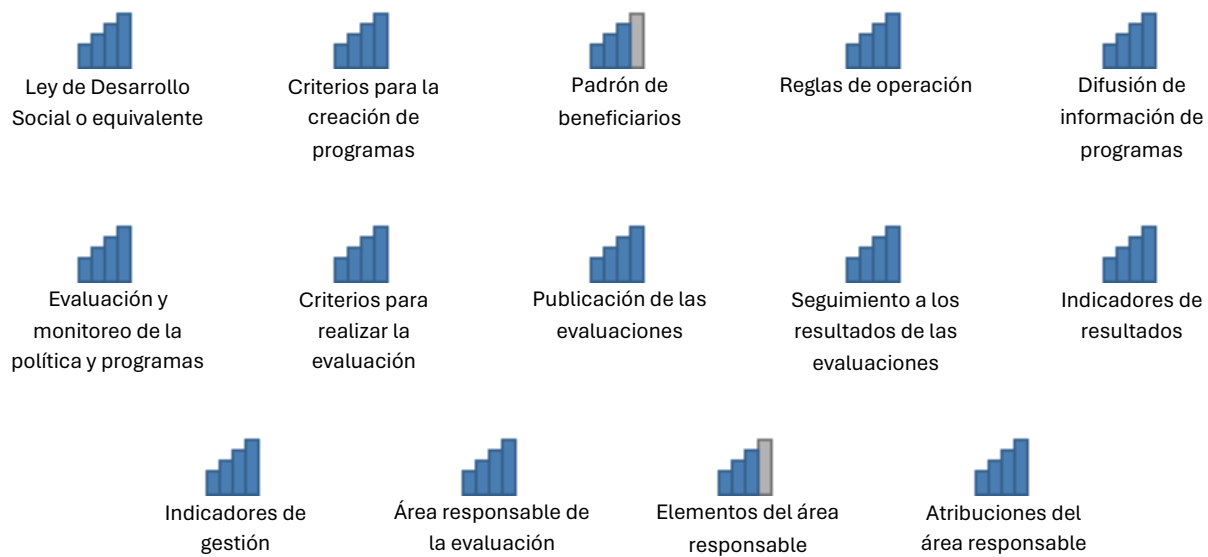 Ley de Desarrollo
Social o equivalente
Criterios para la
creación de
programas
Padrón de
beneficiarios
Reglas de operación
Difusión de
información de
programas
Evaluación y
monitoreo de la
política y programas
Criterios para
realizar la
evaluación
Publicación de las
evaluaciones
Seguimiento a los
resultados de las
evaluaciones
Indicadores de
resultados
Indicadores de
gestión
Área responsable de
la evaluación
Elementos del área
responsable
Atribuciones del
área responsable